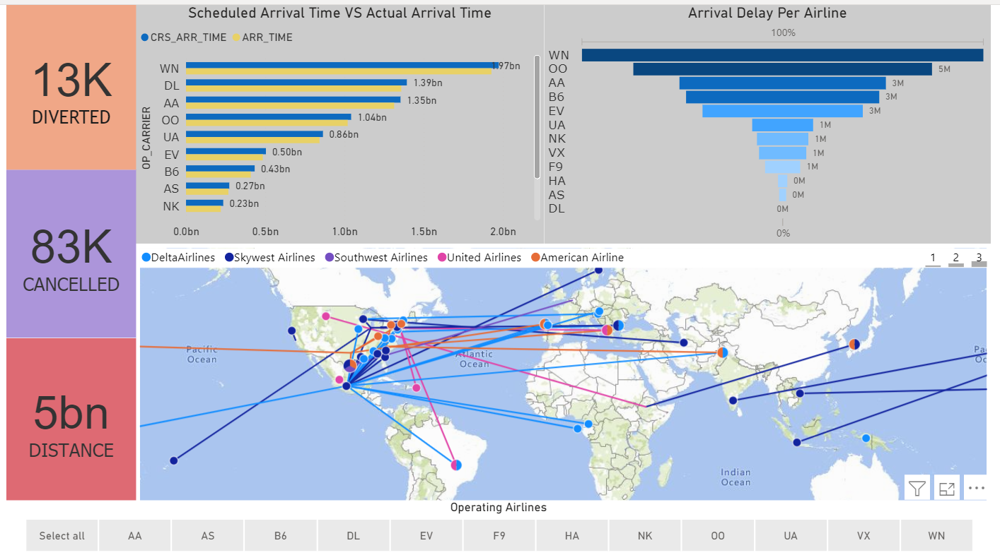 13K
DIVERTED
83K
CANCELLED
5bn
DISTANCE
Scheduled Arrival Time VS Actual Arrival Time
CRS_ARR_TIME ARR_TIME
OP_CARRIER
WN 1.97bn
DL 1.39bn
AA 1.35bn
OO 1.04bn
UA 0.86bn
EV 0.50bn
B6 0.43bn
AS 0.27bn
NK 0.23bn
0.0bn 0.5bn 1.0bn 1.5bn 2.0bn
Arrival Delay Per Airline
100%
WN
OO 5M
AA 3M
B6 3M
EV 3M
UA 1M
NK 1M
VX 1M
F9 1M
HA 0M
AS 0M
DL 0M
0%
DeltaAirlines Skywest Airlines Southwest Airlines United Airlines American Airline
1 2 3
Pacific
Ocean
Atlantic
Ocean
Pac
Oc
Indian
Ocean
Operating Airlines
Select all AA AS B6 DL EV F9 HA NK OO UA VX WN